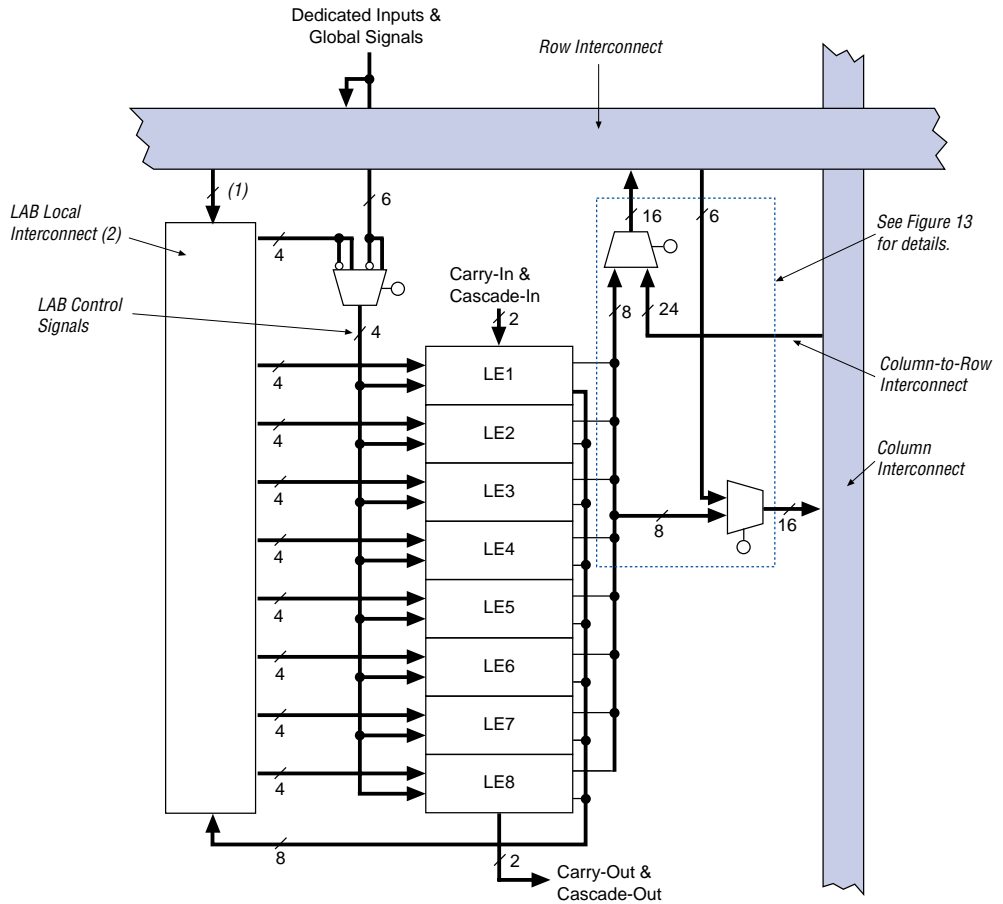 Dedicated Inputs &
Global Signals
Row Interconnect
(1)
6
16
6
LAB Local
Interconnect (2)
See Figure 13
for details.
4
Carry-In &
Cascade-In
LAB Control
Signals
4
2
8
24
LE1
4
Column-to-Row
Interconnect
LE2
4
Column
Interconnect
LE3
4
8
16
LE4
4
LE5
4
LE6
4
LE7
4
LE8
4
8
2
Carry-Out &
Cascade-Out